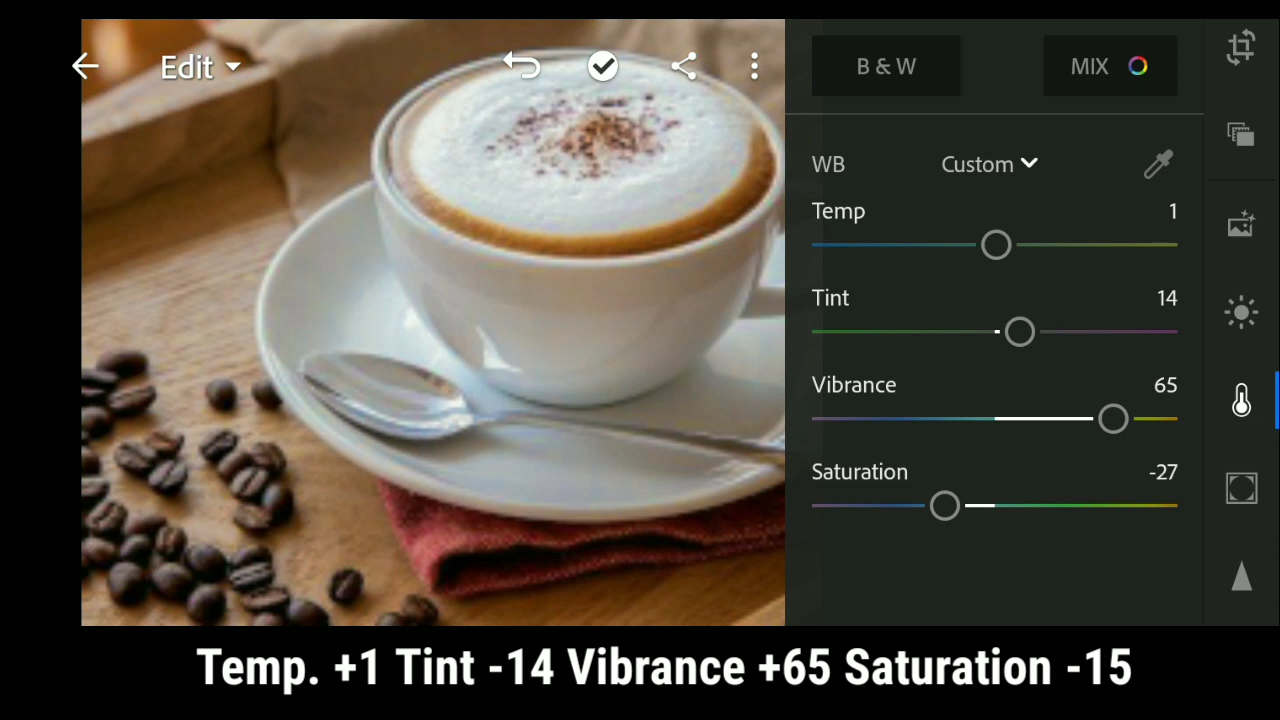 Edit
B & W
MIX
WB
Custom
Temp
1
Tint
14
Vibrance
65
Saturation
-27
Temp. +1 Tint -14 Vibrance +65 Saturation -15